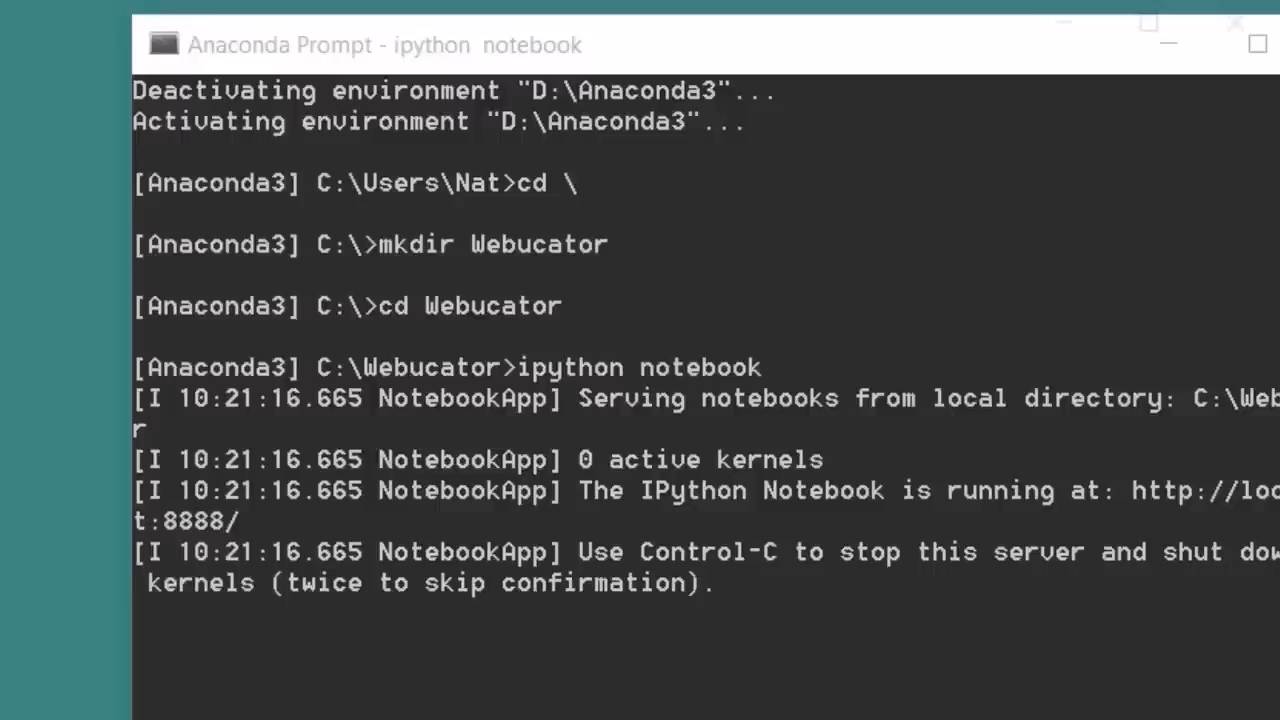 Anaconda Prompt - ipython notebook
Deactivating environment "D:\Anaconda3"...
Activating environment "D:\Anaconda3"...
[Anaconda3] C:\Users\Nat>cd \
[Anaconda3] C:\>mkdir Webucator
[Anaconda3] C:\>cd Webucator
[Anaconda3] C:\Webucator>ipython notebook
[I 10:21:16.665 NotebookApp] Serving notebooks from local directory: C:\Web
r
[I 10:21:16.665 NotebookApp] 0 active kernels
[I 10:21:16.665 NotebookApp] The IPython Notebook is running at: http://loc
t:8888/
[I 10:21:16.665 NotebookApp] Use Control-C to stop this server and shut dow
kernels (twice to skip confirmation).